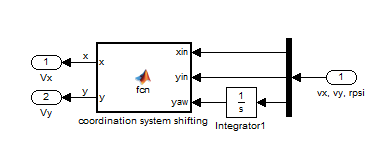 1
Vx
x
x
xin
fcn
yin
1
vx, vy, rpsi
2
Vy
y
y
yaw
1
s
coordination system shifting
Integrator1